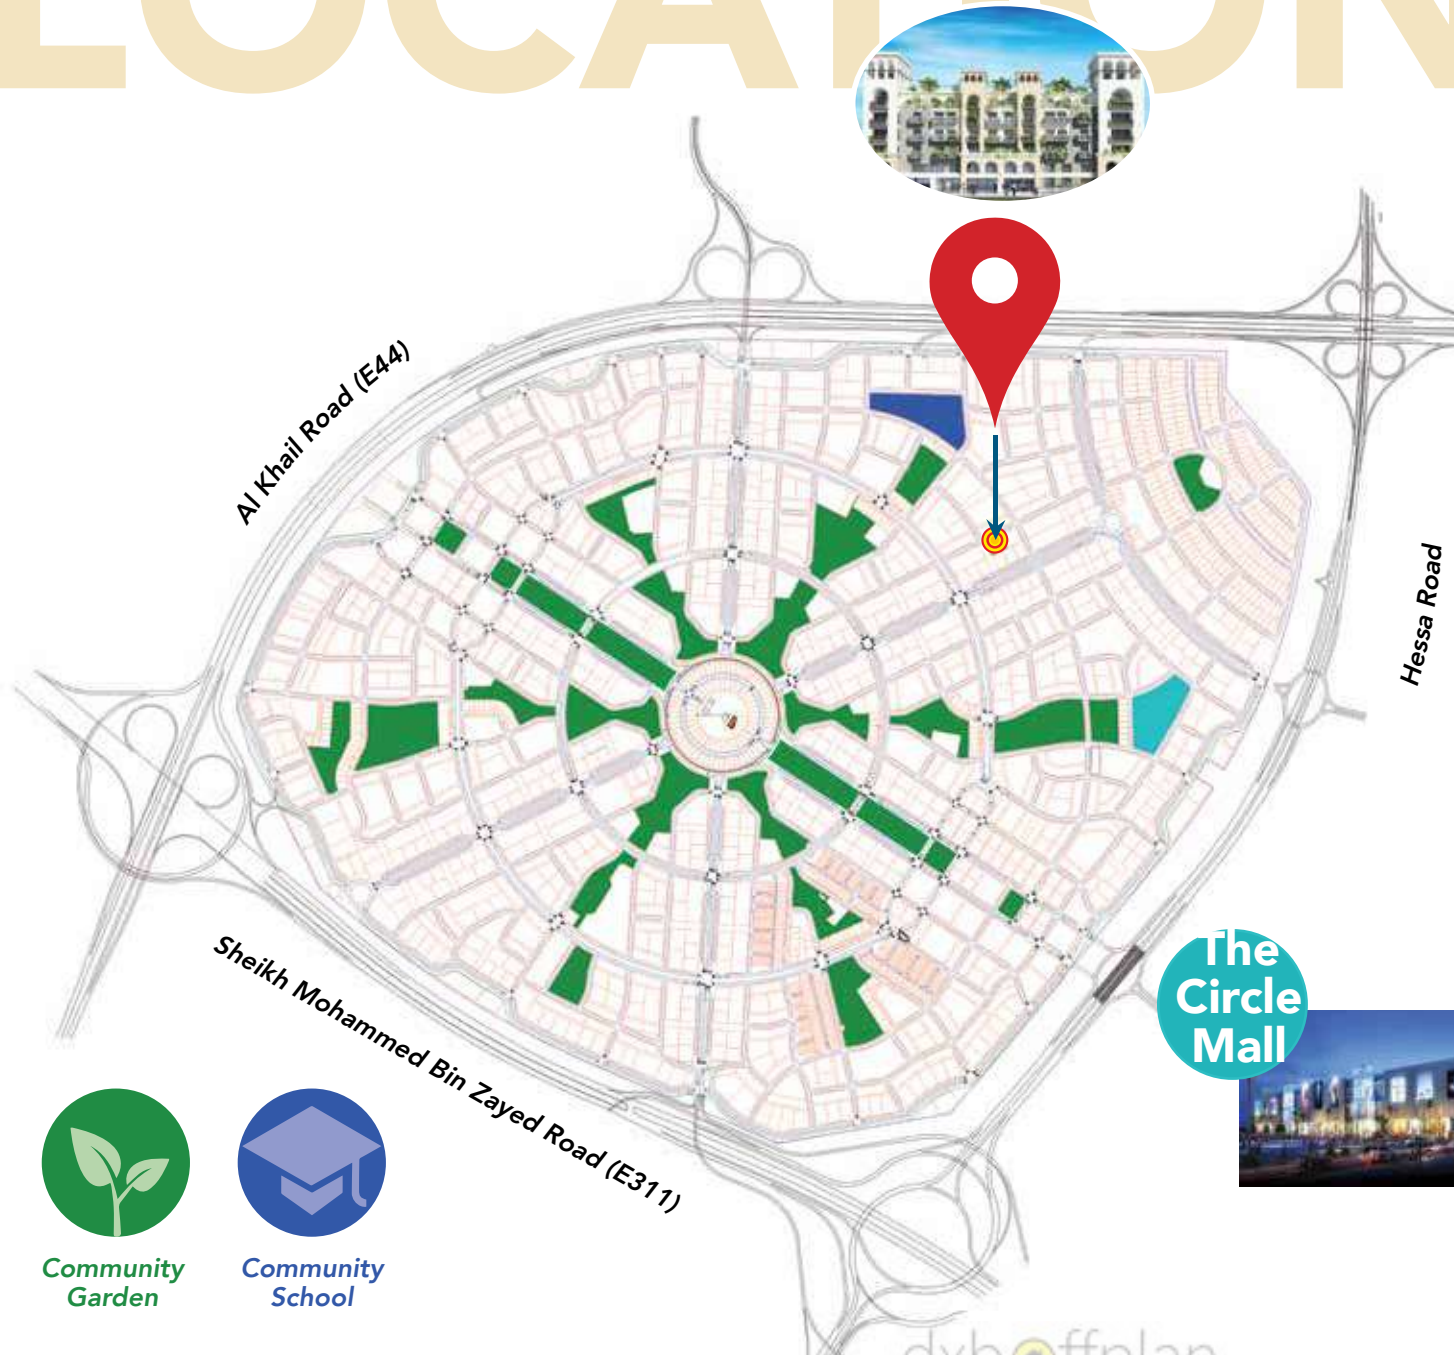 LOCATION
Al Khail Road (E44)
Hessa Road
Sheikh Mohammed Bin Zayed Road (E311)
The
Circle
Mall
Community
Garden
Community
School
dxboffplan